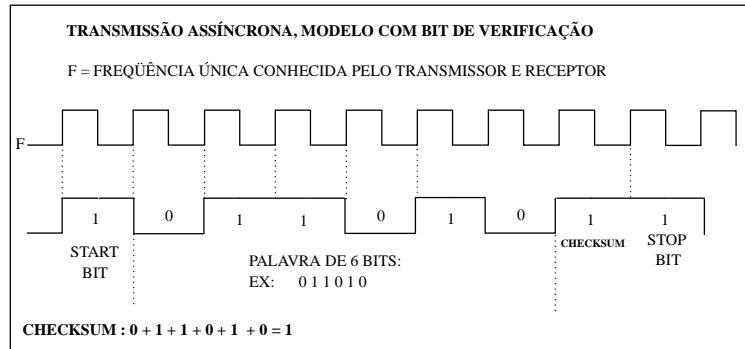 TRANSMISSÃO ASSÍNCRONA, MODELO COM BIT DE VERIFICAÇÃO
F = FREQÜÊNCIA ÚNICA CONHECIDA PELO TRANSMISSOR E RECEPTOR
F
1 0 1 1 0 1 0 1 1
START BIT
PALAVRA DE 6 BITS:
EX: 0 1 1 0 1 0
CHECKSUM
STOP BIT
CHECKSUM : 0 + 1 + 1 + 0 + 1 + 0 = 1